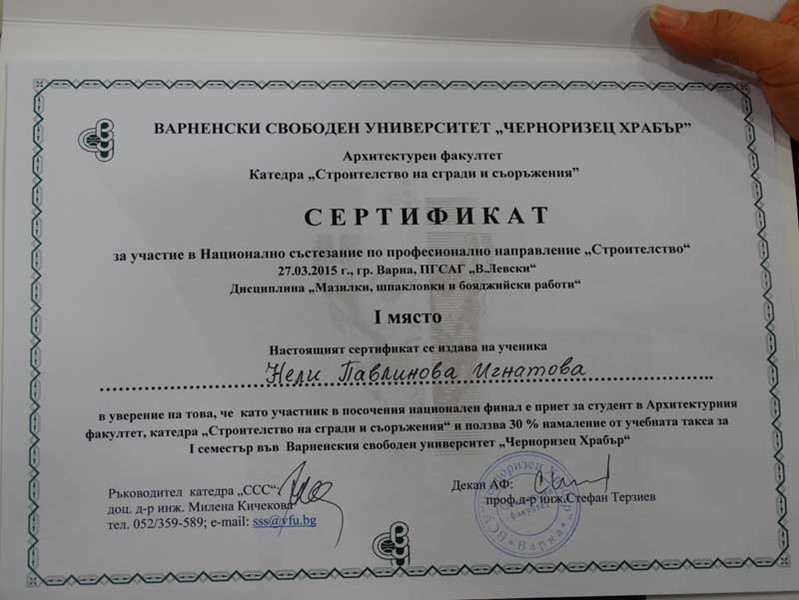 ВАРНЕНСКИ СВОБОДЕН УНИВЕРСИТЕТ „ЧЕРНОРИЗЕЦ ХРАБЪР”
Архитектурен факултет
Катедра „Строителство на сгради и съоръжения”
СЕРТИФИКАТ
за участие в Национално състезание по професионално направление „Строителство“
27.03.2015 г., гр. Варна, ПГСАГ „В.Левски“
Дисциплина „Мазилки, шпакловки и бояджийски работи“
I място
Настоящият сертификат се издава на ученика
Нели Павлинова Игнатова
в уверение на това, че като участник в посочения национален финал е приет за студент в Архитектурния
факултет, катедра „Строителство на сгради и съоръжения“ и ползва 30 % намаление от учебната такса за
I семестър във Варненския свободен университет „Черноризец Храбър“
Ръководител катедра „ССС“:
доц. д-р инж. Милена Кичекова
тел. 052/359-589; e-mail: sss@vfu.bg
Декан АФ:
проф.д-р инж.Стефан Терзиев